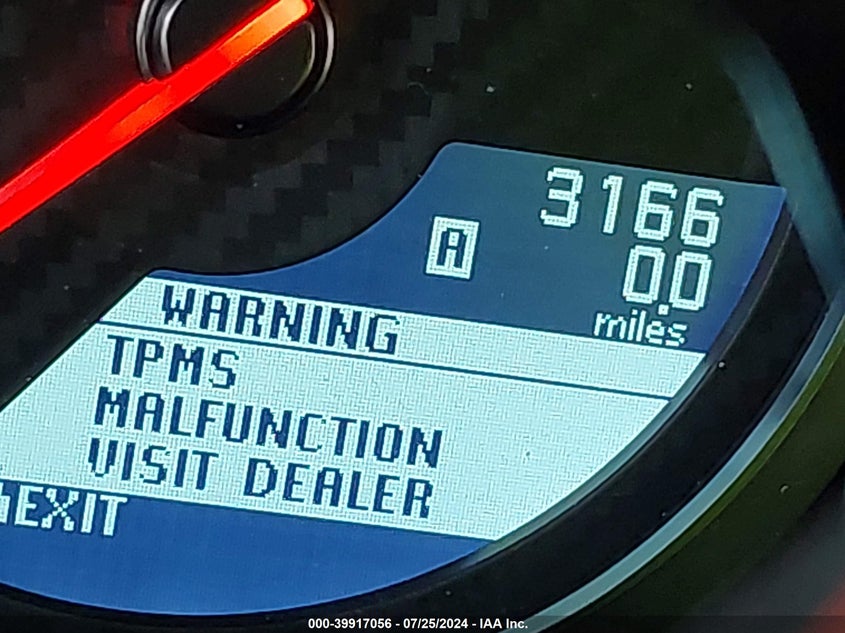 3166
A
0.0
miles
WARNING
TPMS
MALFUNCTION
VISIT DEALER
EXIT
000-39917056 - 07/25/2024 - IAA Inc.